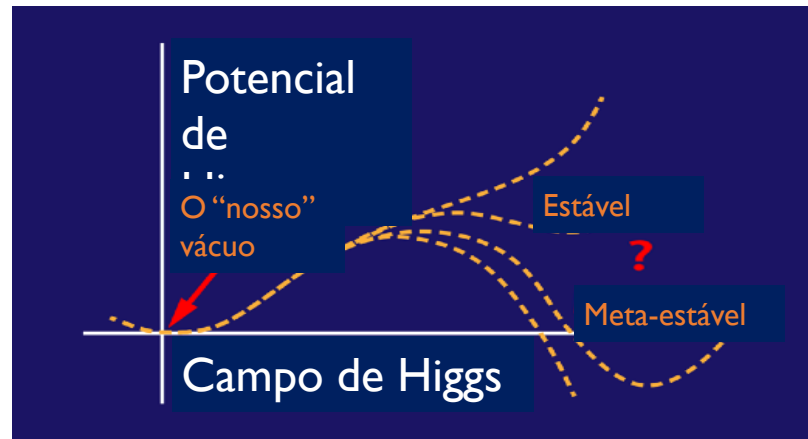 Potencial
de
O “nosso”
vácuo
Estável
?
Meta-estável
Campo de Higgs